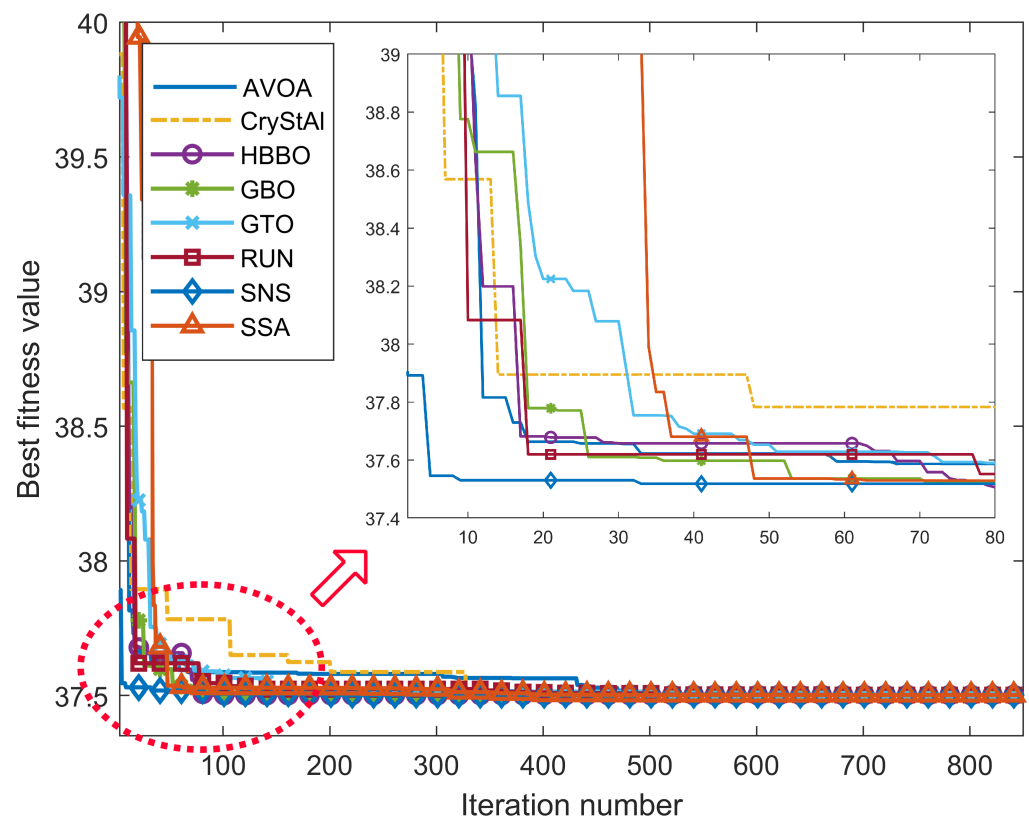 40
39.5
39
38.5
38
37.5
Best fitness value
AVOA
CryStAl
HBBO
GBO
GTO
RUN
SNS
SSA
39
38.8
38.6
38.4
38.2
38
37.8
37.6
37.4
10 20 30 40 50 60 70 80
100 200 300 400 500 600 700 800
Iteration number